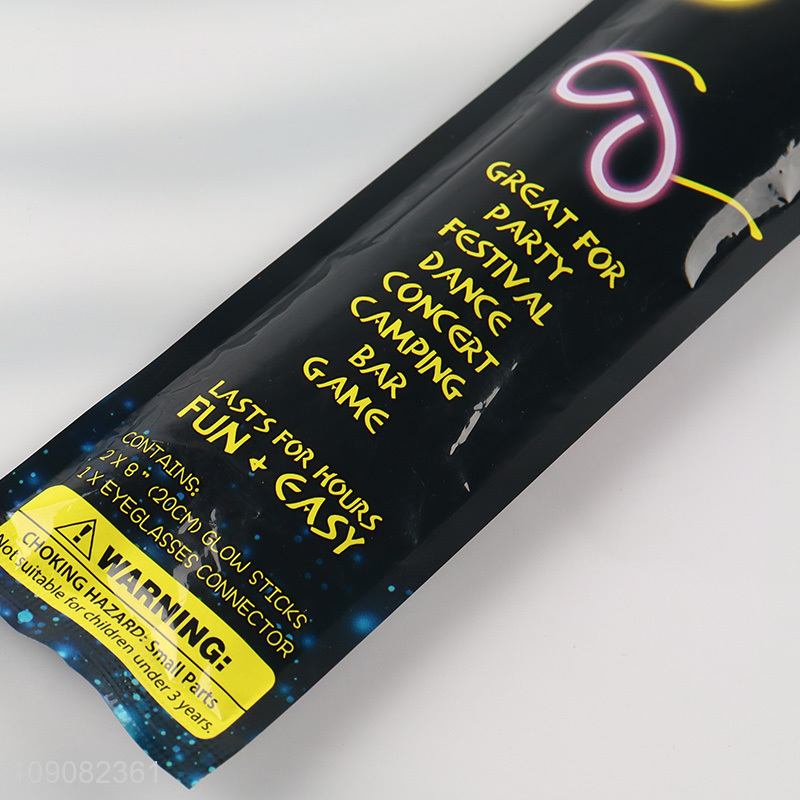 GREAT FOR
PARTY
FESTIVAL
DANCE
CONCERT
CAMPING
BAR
GAME
LASTS FOR HOURS
FUN + EASY
CONTAINS:
2 X 8" (20CM) GLOW STICKS
1 X EYEGLASSES CONNECTOR
WARNING:
CHOKING HAZARD: Small Parts
Not suitable for children under 3 years.
109082361